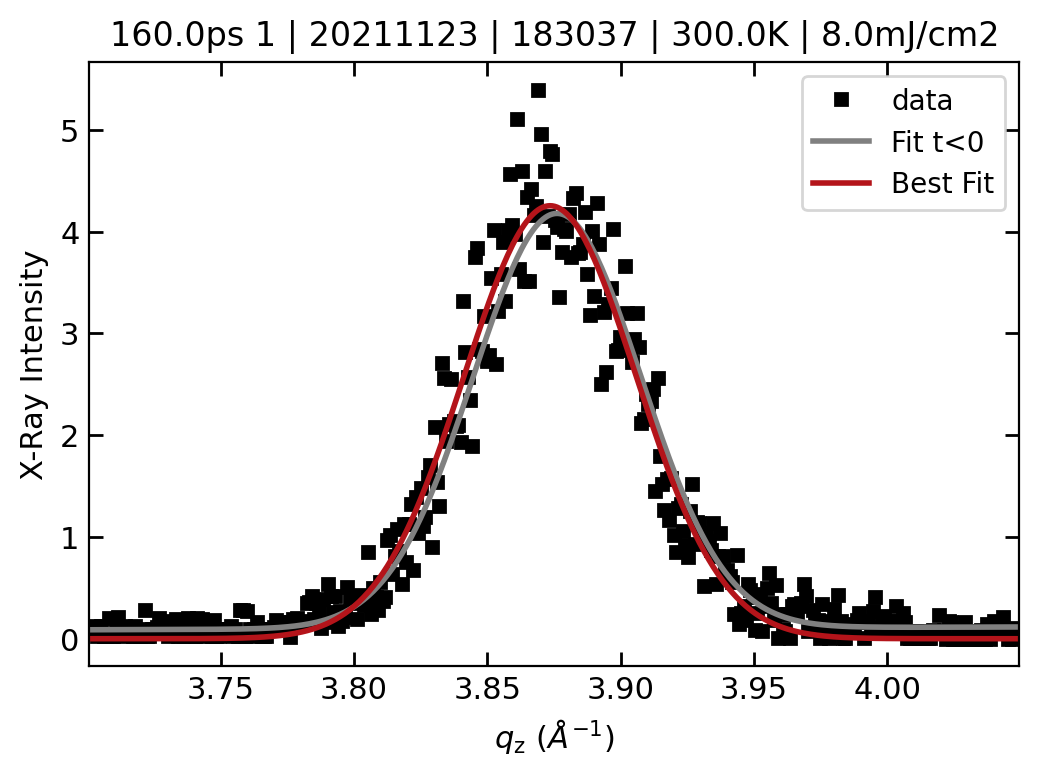 160.0ps 1 | 20211123 | 183037 | 300.0K | 8.0mJ/cm2
data
Fit t<0
Best Fit
X-Ray Intensity
5
4
3
2
1
0
3.75 3.80 3.85 3.90 3.95 4.00
q_z (Å⁻¹)